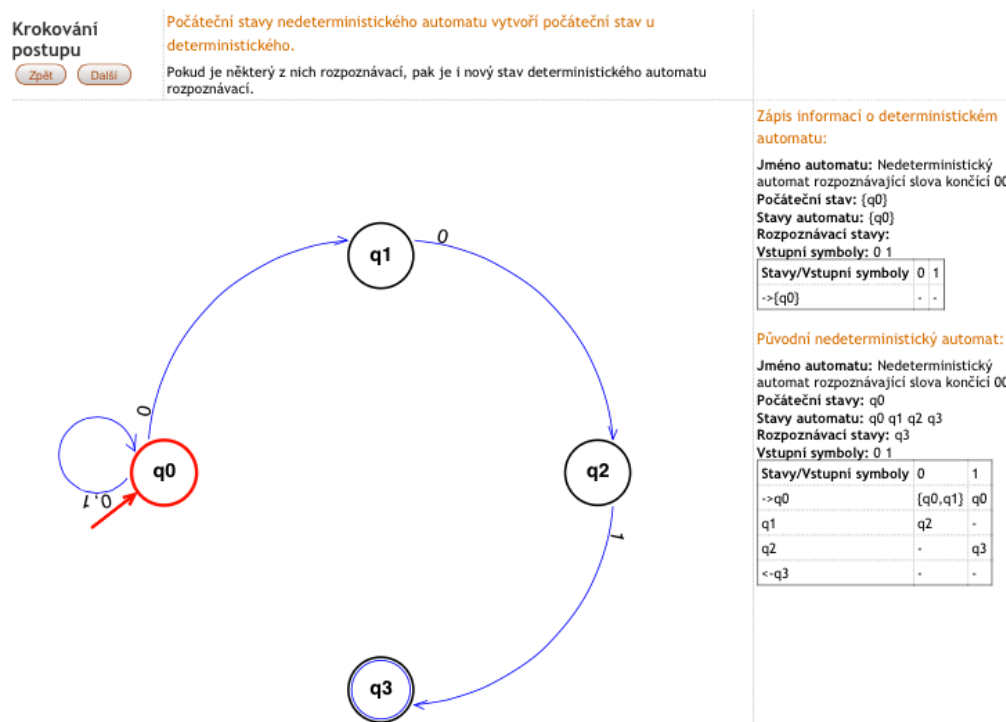 Krokování
postupu
Zpět Další
Počáteční stavy nedeterministického automatu vytvoří počáteční stav u
deterministického.
Pokud je některý z nich rozpoznávací, pak je i nový stav deterministického automatu
rozpoznávací.
q1
0
0
q0
0,1
q2
1
q3
Zápis informací o deterministickém
automatu:
Jméno automatu: Nedeterministický
automat rozpoznávající slova končící 00
Počáteční stav: {q0}
Stavy automatu: {q0}
Rozpoznávací stavy:
Vstupní symboly: 0 1
Stavy/Vstupní symboly 0 1
->{q0} - -
Původní nedeterministický automat:
Jméno automatu: Nedeterministický
automat rozpoznávající slova končící 00
Počáteční stavy: q0
Stavy automatu: q0 q1 q2 q3
Rozpoznávací stavy: q3
Vstupní symboly: 0 1
Stavy/Vstupní symboly 0 1
->q0 {q0,q1} q0
q1 q2 -
q2 - q3
<-q3 - -